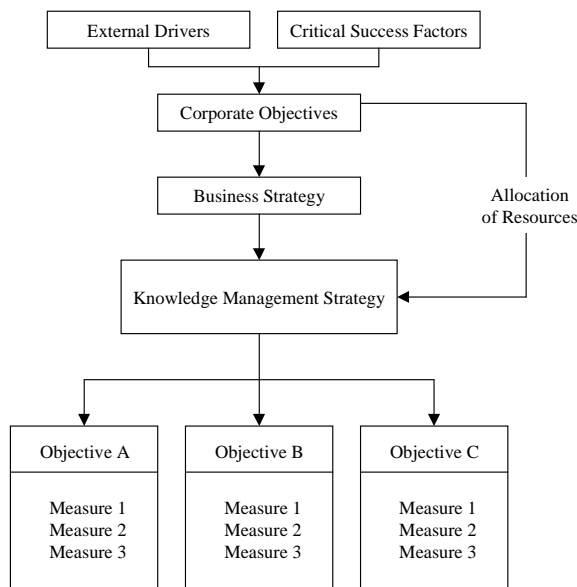 External Drivers
Critical Success Factors
Corporate Objectives
Business Strategy
Allocation
of Resources
Knowledge Management Strategy
Objective A
Measure 1
Measure 2
Measure 3
Objective B
Measure 1
Measure 2
Measure 3
Objective C
Measure 1
Measure 2
Measure 3